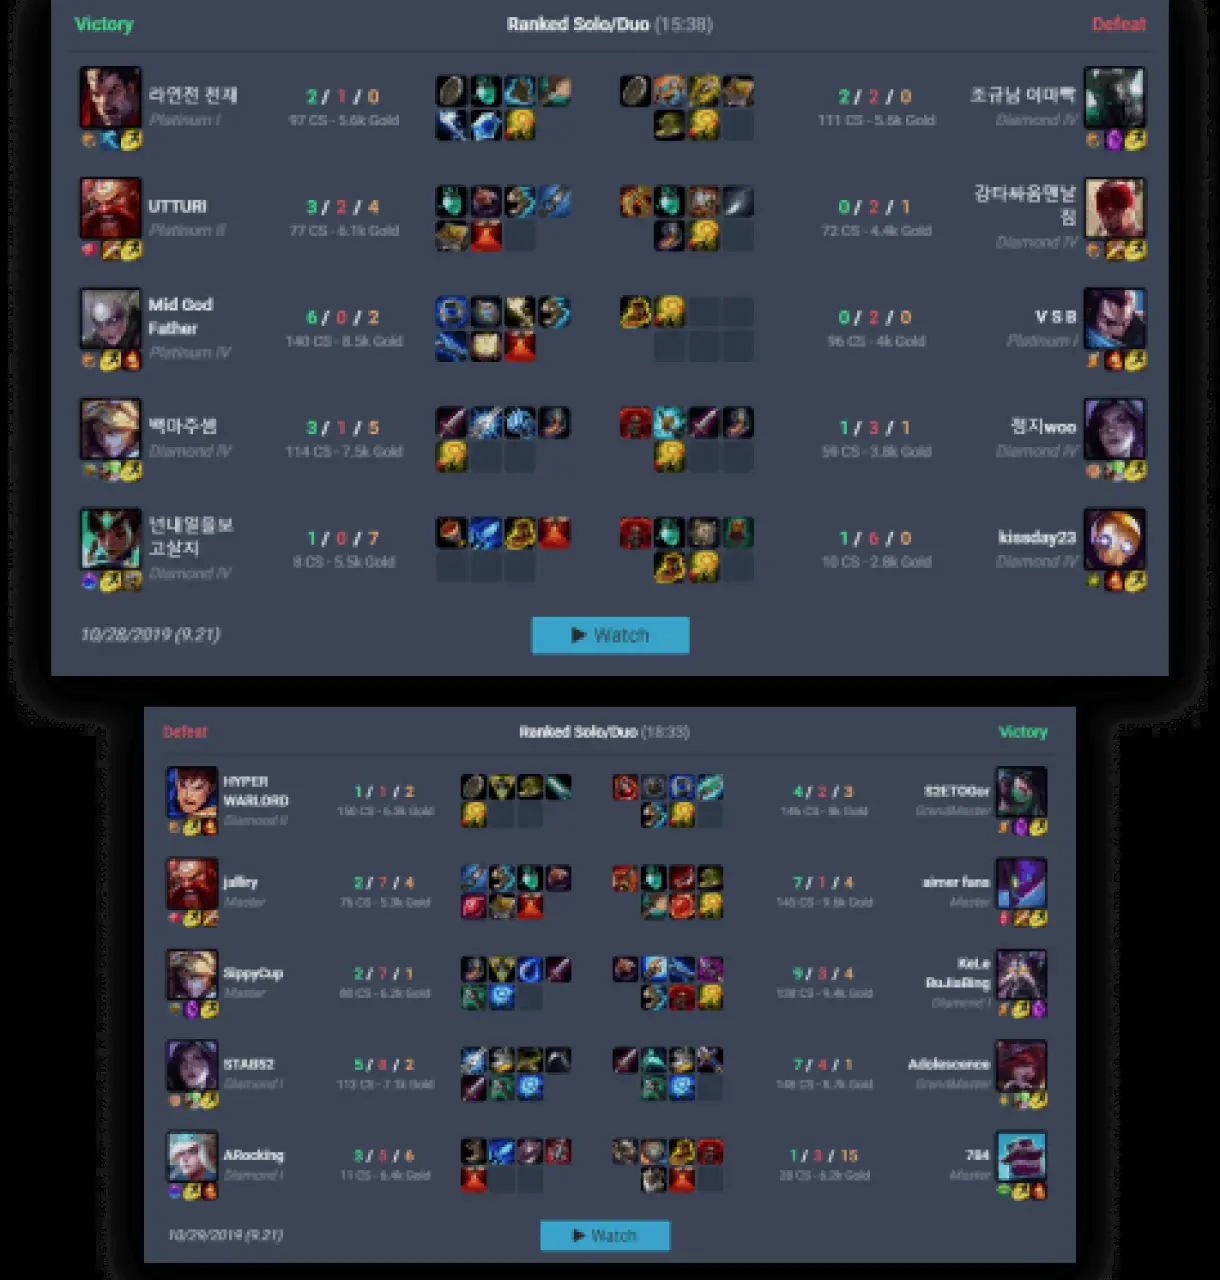 Victory Ranked Solo/Duo (15:38) Defeat
라인전 천재 2 / 1 / 0 2 / 2 / 0 조규남 이마빡
Platinum I 97 CS - 5.6k Gold 111 CS - 5.6k Gold Diamond IV
UTTURI 3 / 2 / 4 0 / 2 / 1 강타싸움맨날
짐
Platinum II 77 CS - 6.1k Gold 72 CS - 4.4k Gold Diamond IV
Mid God
Father 6 / 0 / 2 0 / 2 / 0 V S B
Platinum IV 140 CS - 8.5k Gold 96 CS - 4k Gold Platinum I
백마주셈 3 / 1 / 5 1 / 3 / 1 정지woo
Diamond IV 114 CS - 7.5k Gold 59 CS - 3.8k Gold Diamond IV
넌내일을보
고살지 1 / 0 / 7 1 / 6 / 0 kissday23
Diamond IV 8 CS - 5.5k Gold 10 CS - 2.8k Gold Diamond IV
10/28/2019 (9.21) Watch
Defeat Ranked Solo/Duo (18:33) Victory
HYPER
WARLORD 1 / 1 / 2 4 / 2 / 3 S2ETOGor
Diamond II 150 CS - 6.3k Gold 146 CS - 8k Gold GrandMaster
jallry 2 / 7 / 4 7 / 1 / 4 aimer fans
Master 76 CS - 5.3k Gold 145 CS - 9.6k Gold Master
SippyCup 2 / 7 / 1 9 / 3 / 4 KeLe
BuJiaBing
Master 88 CS - 5.2k Gold 138 CS - 9.4k Gold Diamond I
STABS2 5 / / 2 7 / 4 / 1 Adolescence
Diamond I 113 CS - 7.1k Gold 148 CS - 8.7k Gold GrandMaster
ARocking 3 / 5 / 6 1 / 3 / 15 784
Diamond I 11 CS - 6.4k Gold 28 CS - 6.2k Gold Master
10/29/2019 (9.21) Watch